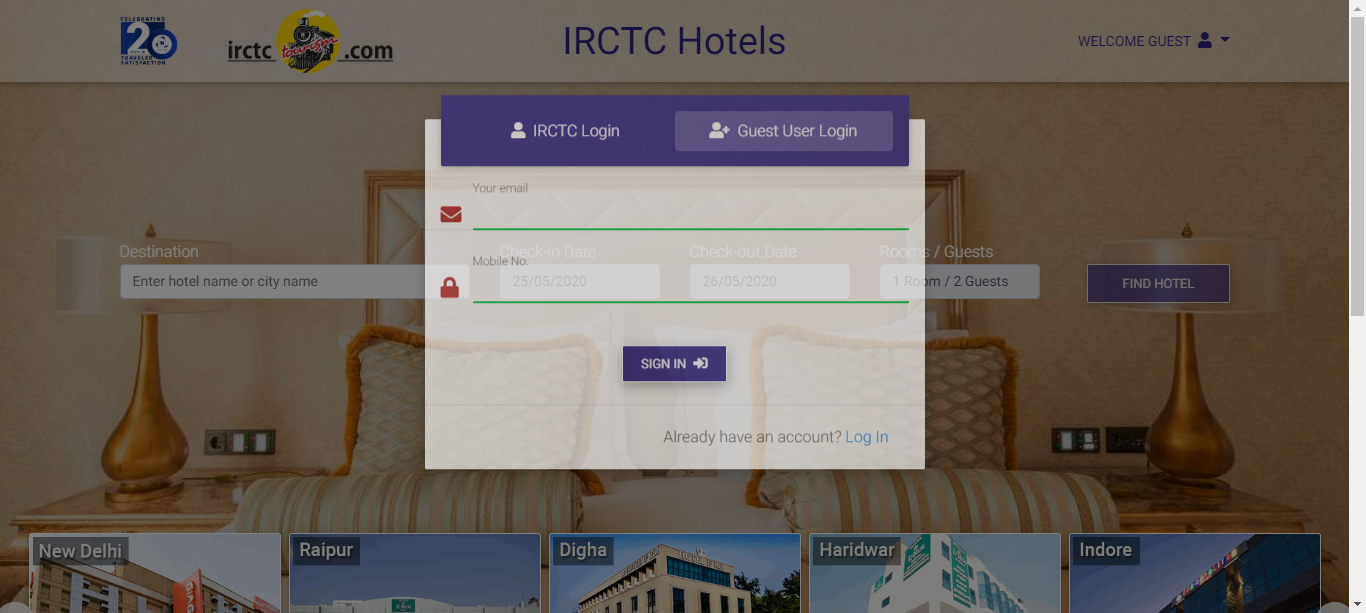 CELEBRATING
20
TRAVELER
SATISFACTION
irctc tourism .com
IRCTC Hotels
WELCOME GUEST
IRCTC Login
Guest User Login
Your email
Destination
Check-in Date
Check-out Date
Rooms / Guests
Mobile No.
Enter hotel name or city name
25/05/2020
26/05/2020
1 Room / 2 Guests
FIND HOTEL
SIGN IN
Already have an account? Log In
New Delhi
Raipur
Digha
Haridwar
Indore